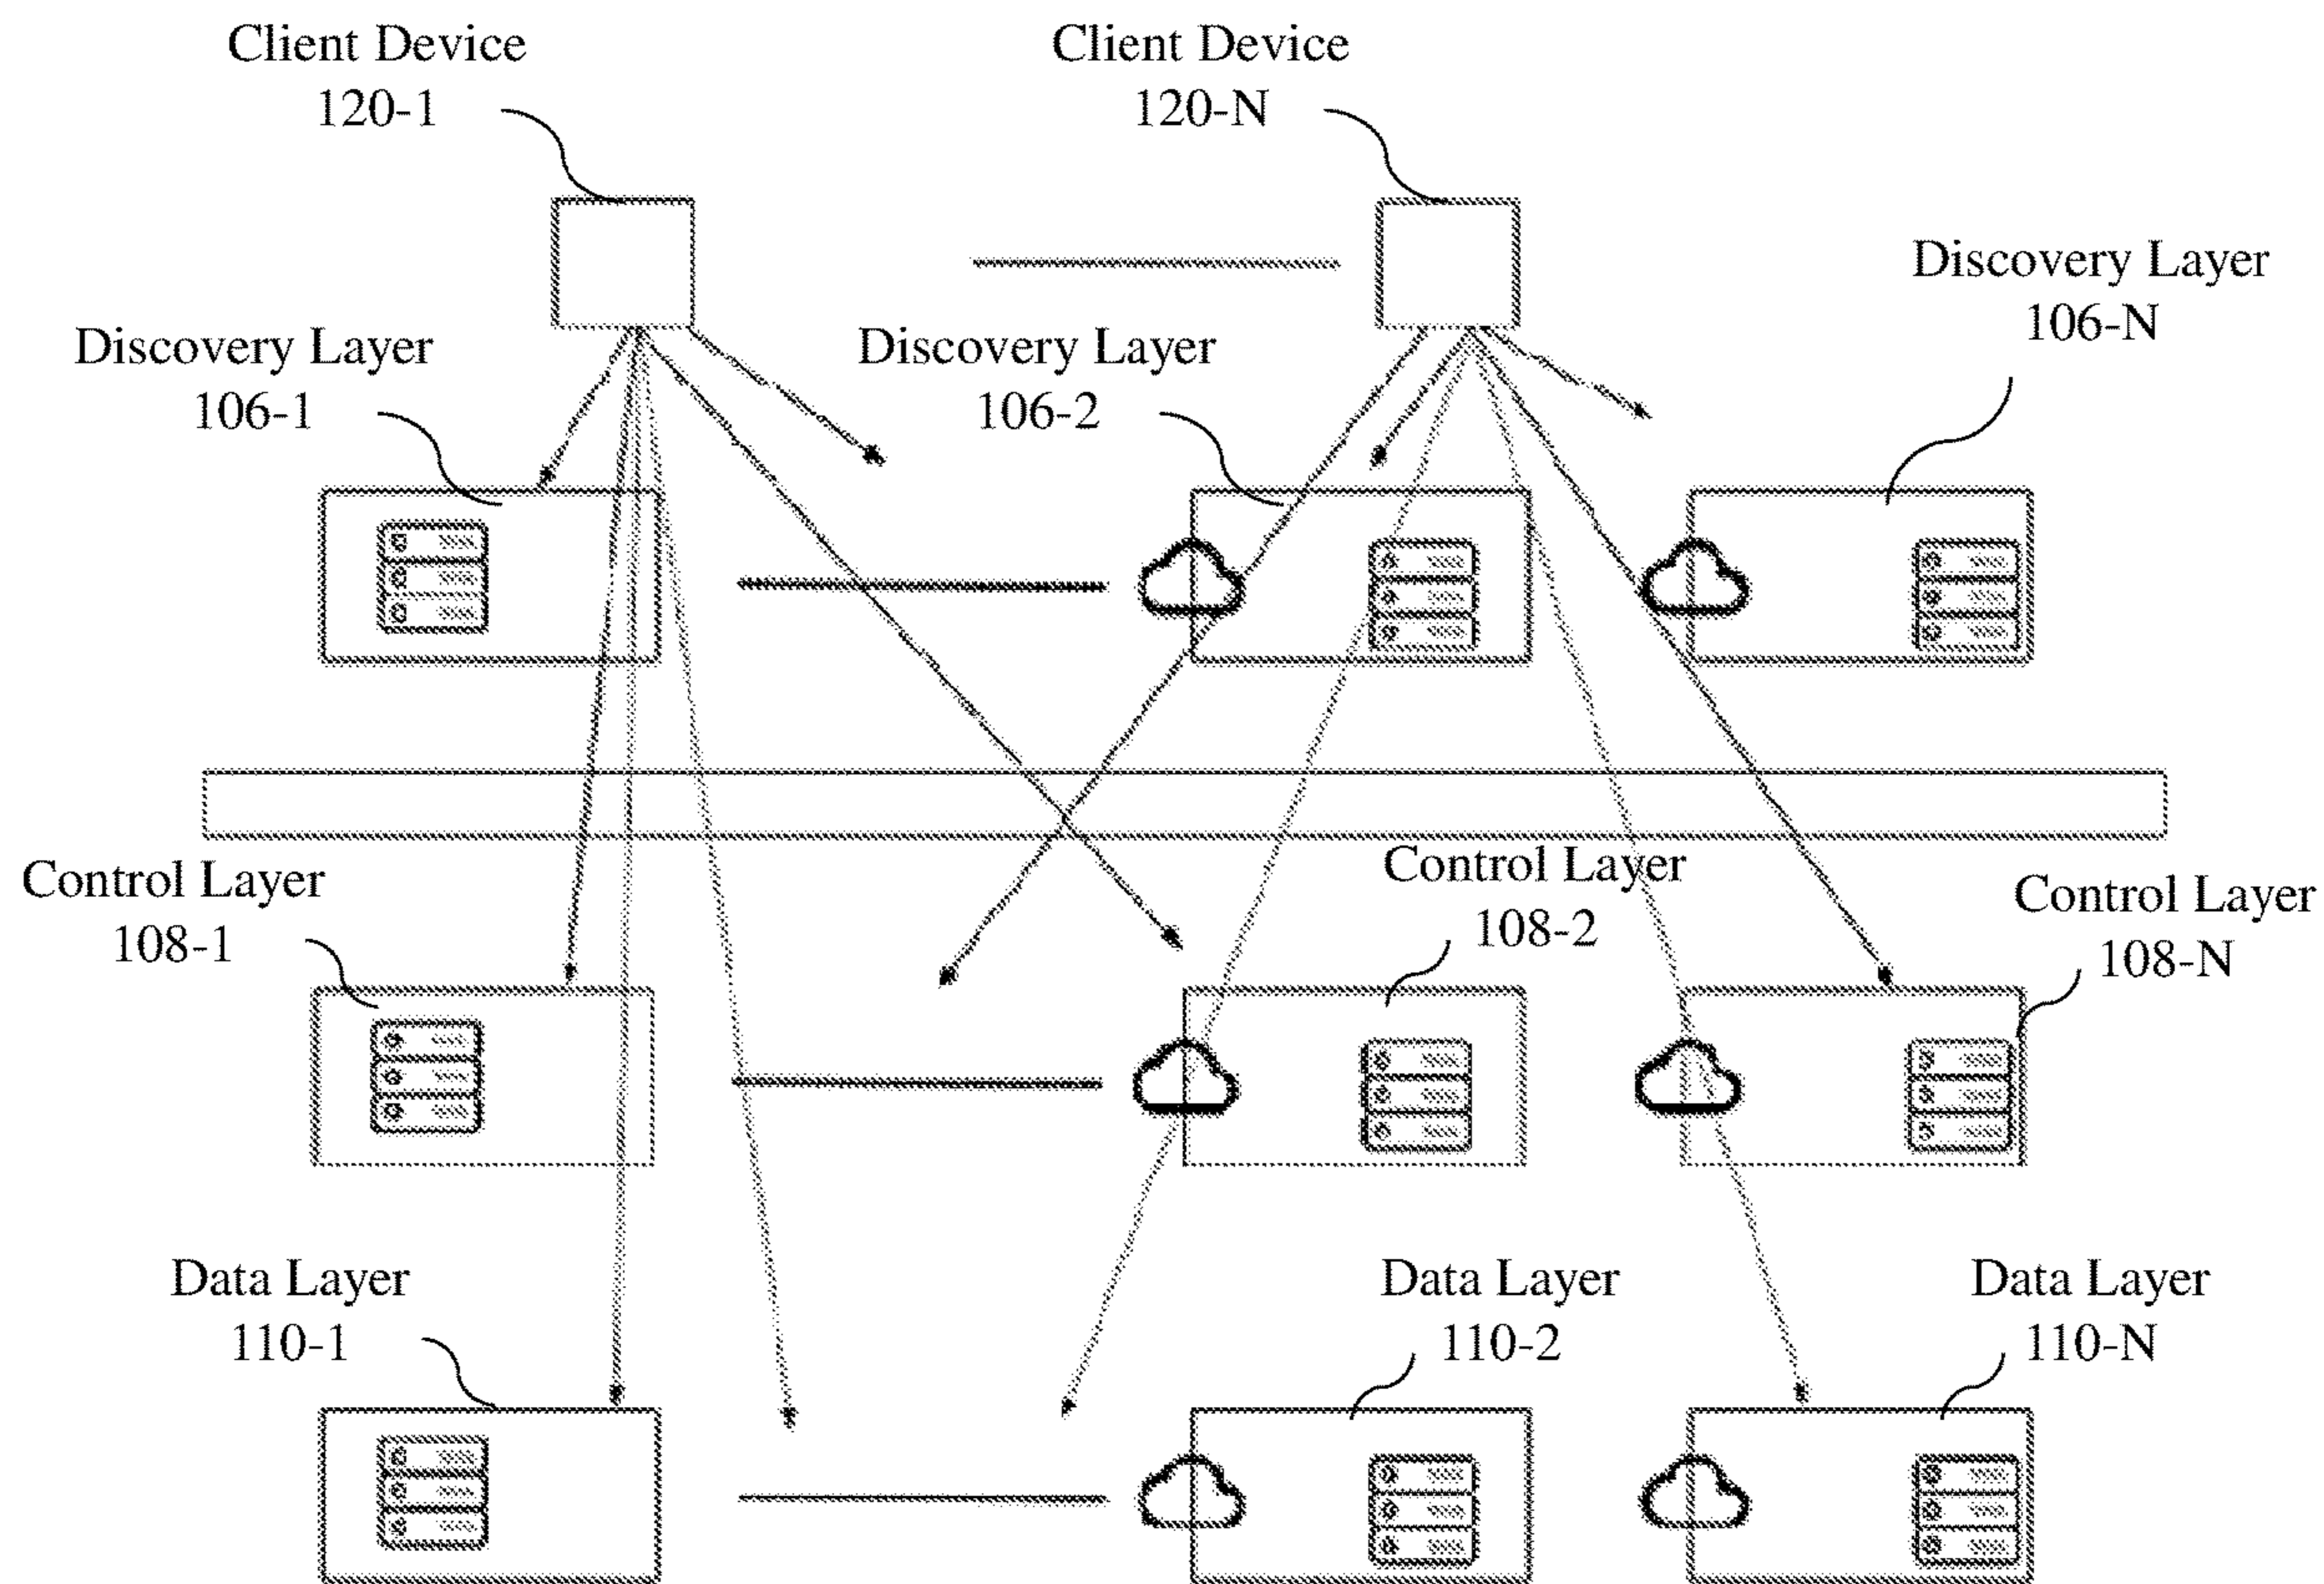 Client Device
120-1
Client Device
120-N
Discovery Layer
106-N
Discovery Layer
106-1
Discovery Layer
106-2
Control Layer
108-1
Control Layer
108-2
Control Layer
108-N
Data Layer
110-1
Data Layer
110-2
Data Layer
110-N